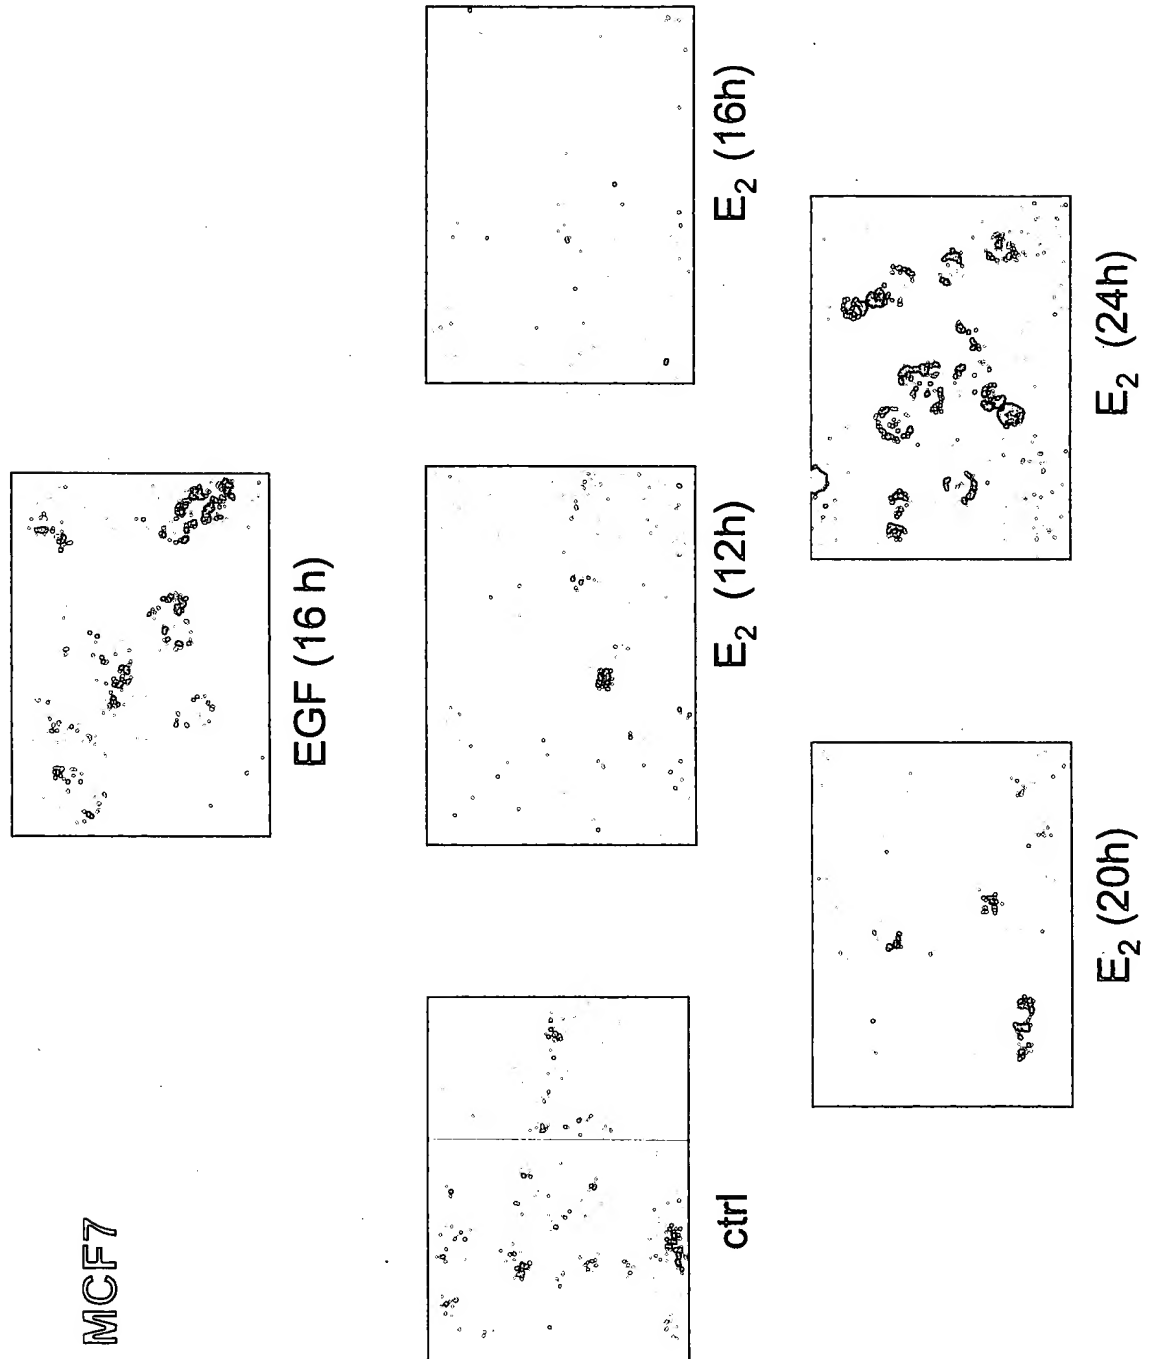 MCF7
EGF (16 h)
ctrl
E₂ (12h)
E₂ (16h)
E₂ (20h)
E₂ (24h)